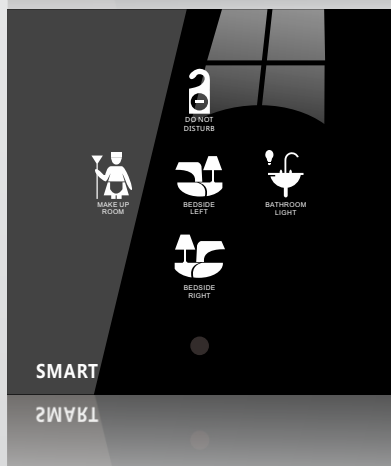 DO NOT
DISTURB
MAKE UP
ROOM
BEDSIDE
LEFT
BATHROOM
LIGHT
BEDSIDE
RIGHT
SMART
SMART